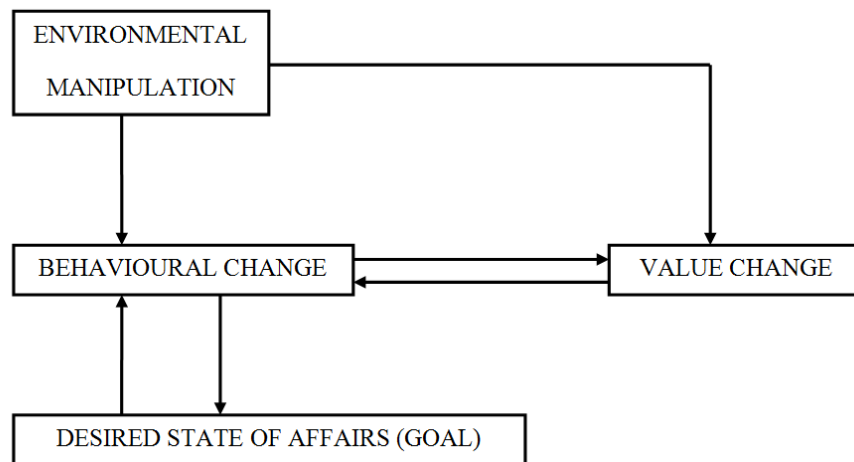 ENVIRONMENTAL
MANIPULATION
BEHAVIOURAL CHANGE
VALUE CHANGE
DESIRED STATE OF AFFAIRS (GOAL)